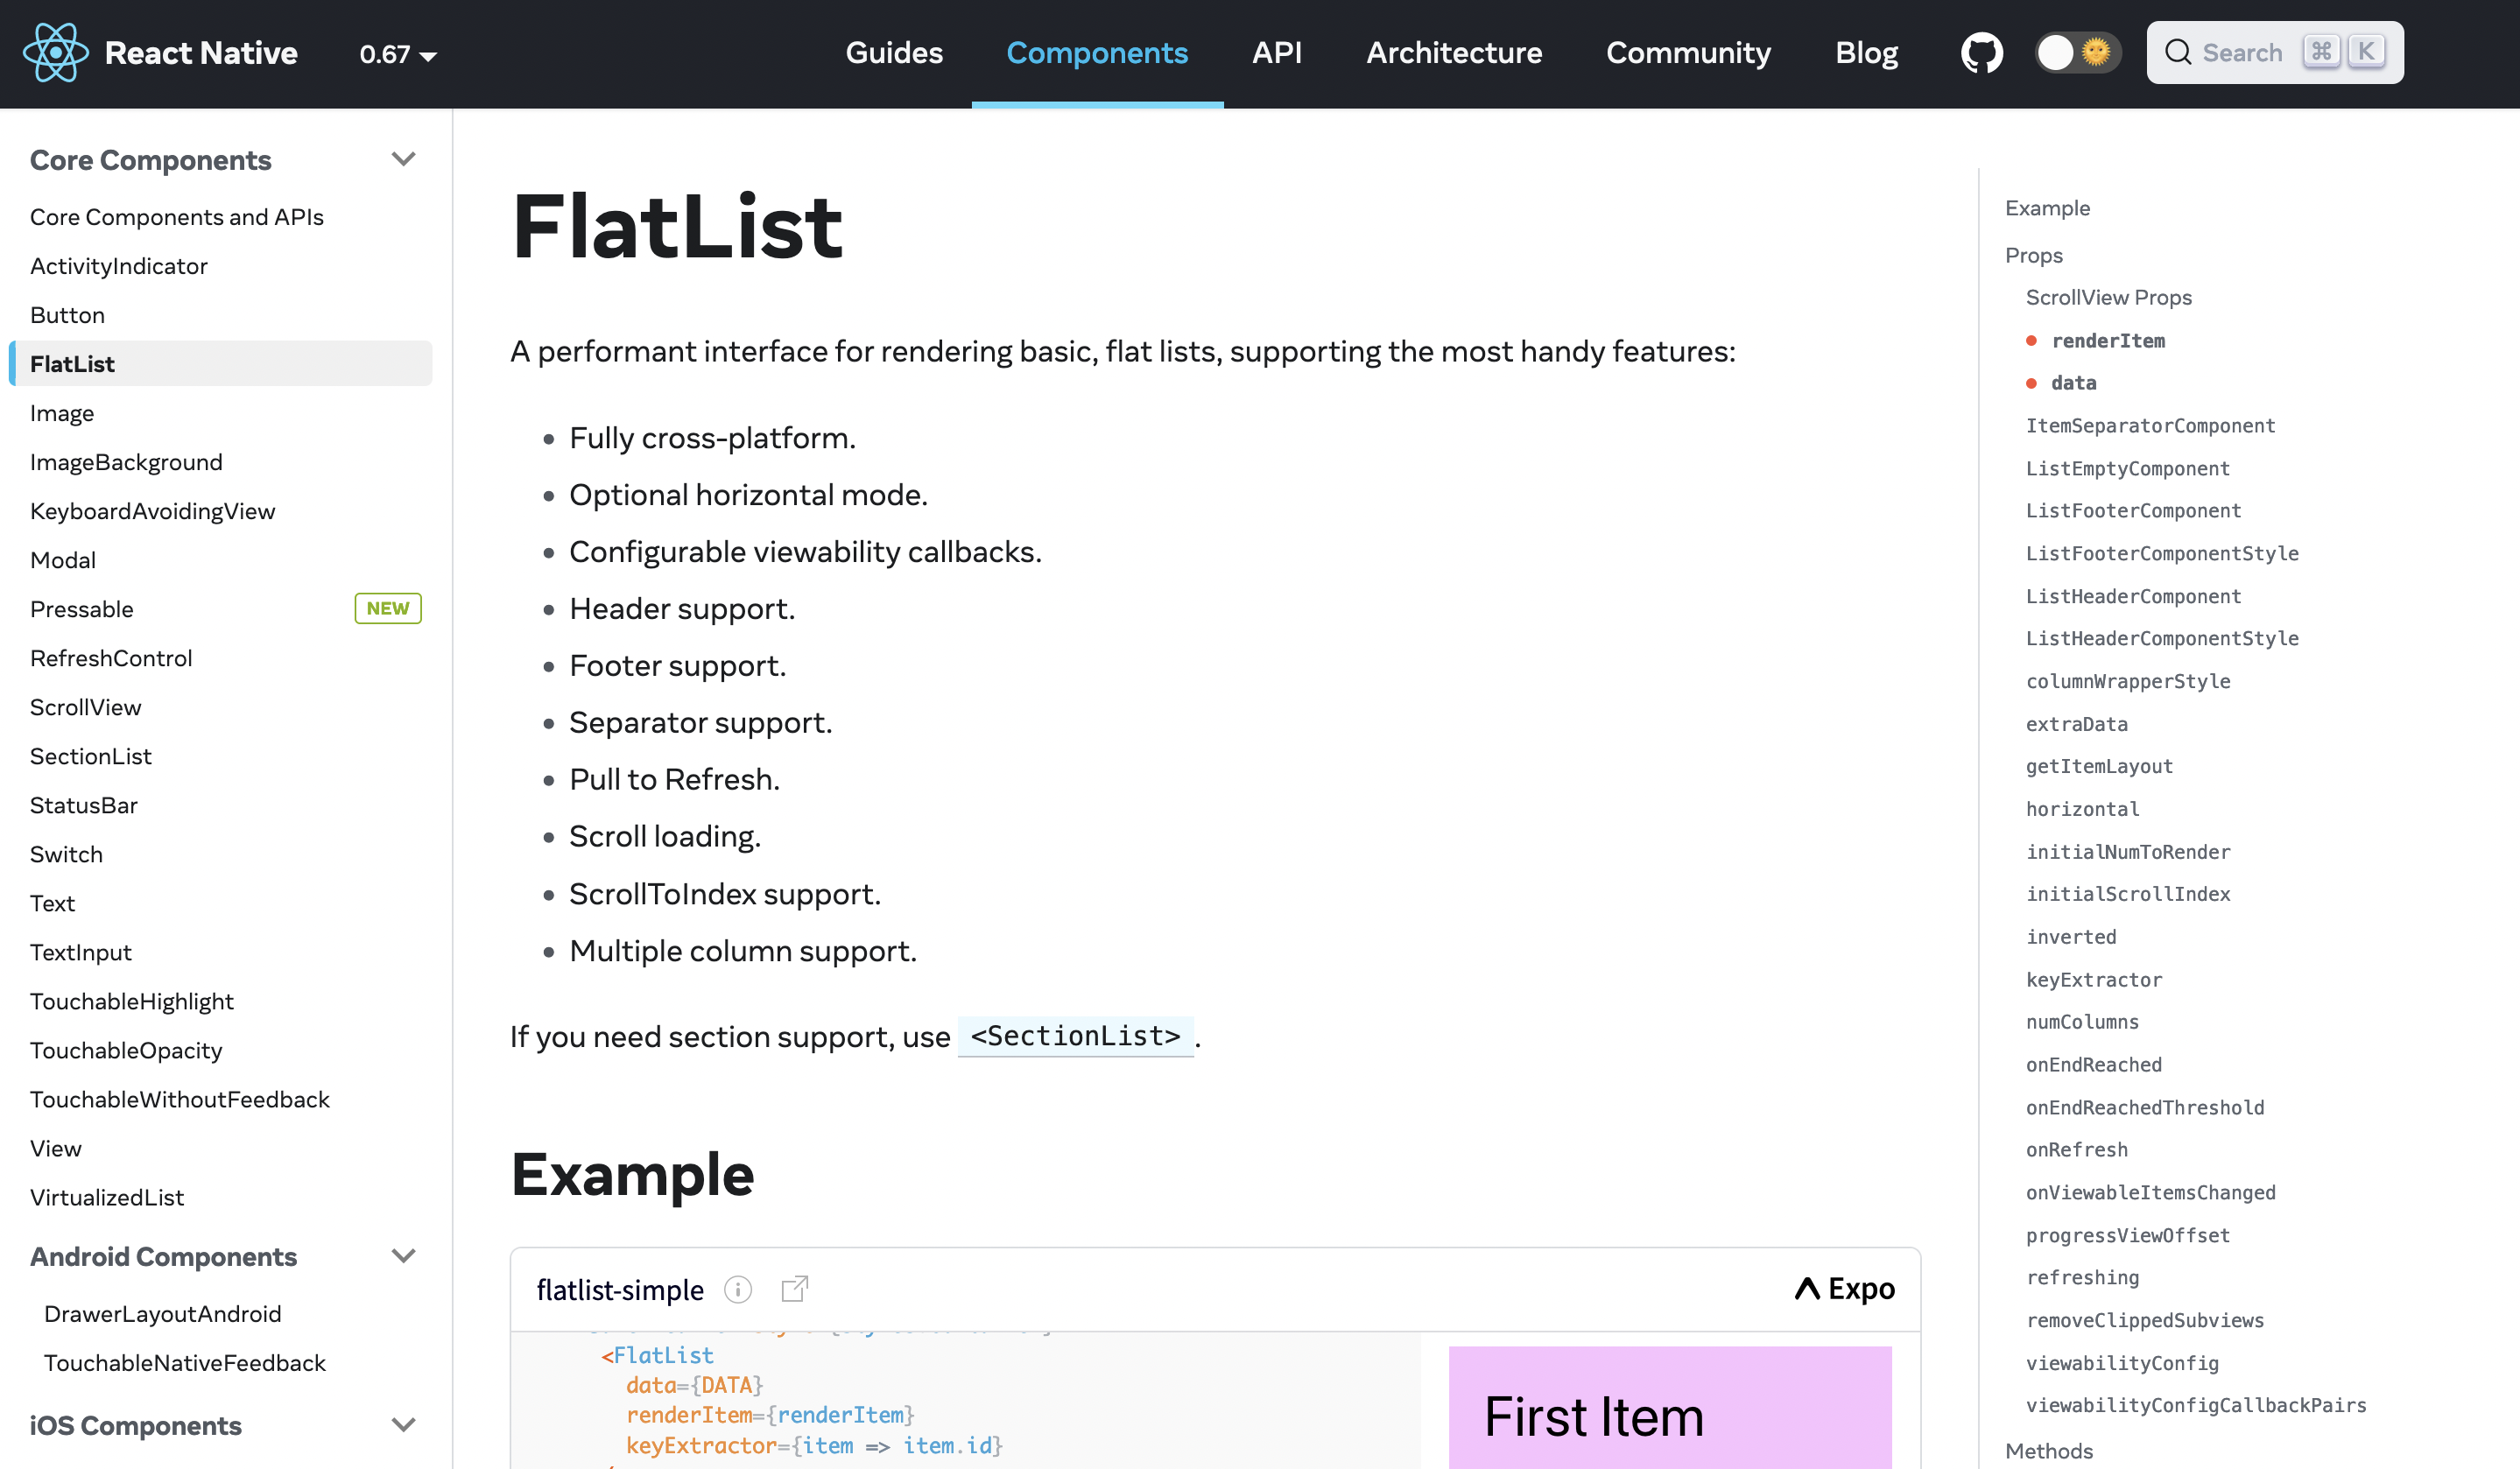 React Native
0.67
Guides
Components
API
Architecture
Community
Blog
Search ⌘ K
Core Components
Core Components and APIs
ActivityIndicator
Button
FlatList
Image
ImageBackground
KeyboardAvoidingView
Modal
Pressable
NEW
RefreshControl
ScrollView
SectionList
StatusBar
Switch
Text
TextInput
TouchableHighlight
TouchableOpacity
TouchableWithoutFeedback
View
VirtualizedList
Android Components
DrawerLayoutAndroid
TouchableNativeFeedback
iOS Components
FlatList
A performant interface for rendering basic, flat lists, supporting the most handy features:
Fully cross-platform.
Optional horizontal mode.
Configurable viewability callbacks.
Header support.
Footer support.
Separator support.
Pull to Refresh.
Scroll loading.
ScrollToIndex support.
Multiple column support.
If you need section support, use <SectionList>.
Example
flatlist-simple
Expo
<FlatList
data={DATA}
renderItem={renderItem}
keyExtractor={item => item.id}
First Item
Example
Props
ScrollView Props
renderItem
data
ItemSeparatorComponent
ListEmptyComponent
ListFooterComponent
ListFooterComponentStyle
ListHeaderComponent
ListHeaderComponentStyle
columnWrapperStyle
extraData
getItemLayout
horizontal
initialNumToRender
initialScrollIndex
inverted
keyExtractor
numColumns
onEndReached
onEndReachedThreshold
onRefresh
onViewableItemsChanged
progressViewOffset
refreshing
removeClippedSubviews
viewabilityConfig
viewabilityConfigCallbackPairs
Methods